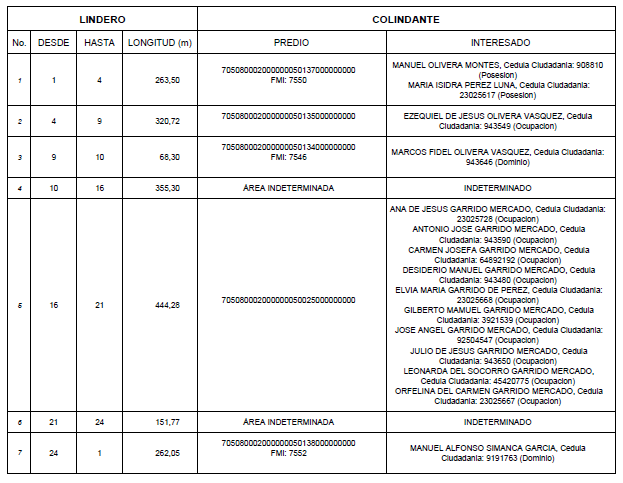 LINDERO COLINDANTE
No. DESDE HASTA LONGITUD (m) PREDIO INTERESADO
1 1 4 263,50 705080002000000050137000000000 FMI: 7550 MANUEL OLIVERA MONTES, Cedula Ciudadania: 908810
(Posesion)
MARIA ISIDRA PEREZ LUNA, Cedula Ciudadania:
23025617 (Posesion)
2 4 9 320,72 705080002000000050135000000000 EZEQUIEL DE JESUS OLIVERA VASQUEZ, Cedula
Ciudadania: 943549 (Ocupacion)
3 9 10 68,30 705080002000000050134000000000 FMI: 7546 MARCOS FIDEL OLIVERA VASQUEZ, Cedula Ciudadania:
943646 (Dominio)
4 10 16 355,30 ÁREA INDETERMINADA INDETERMINADO
5 16 21 444,28 705080002000000050025000000000 ANA DE JESUS GARRIDO MERCADO, Cedula Ciudadania:
23025728 (Ocupacion)
ANTONIO JOSE GARRIDO MERCADO, Cedula
Ciudadania: 943590 (Ocupacion)
CARMEN JOSEFA GARRIDO MERCADO, Cedula
Ciudadania: 64892192 (Ocupacion)
DESIDERIO MANUEL GARRIDO MERCADO, Cedula
Ciudadania: 943480 (Ocupacion)
ELVIA MARIA GARRIDO DE PEREZ, Cedula Ciudadania:
23025668 (Ocupacion)
GILBERTO MAMUEL GARRIDO MERCADO, Cedula
Ciudadania: 3921539 (Ocupacion)
JOSE ANGEL GARRIDO MERCADO, Cedula Ciudadania:
92504547 (Ocupacion)
JULIO DE JESUS GARRIDO MERCADO, Cedula
Ciudadania: 943650 (Ocupacion)
LEONARDA DEL SOCORRO GARRIDO MERCADO,
Cedula Ciudadania: 45420775 (Ocupacion)
ORFELINA DEL CARMEN GARRIDO MERCADO, Cedula
Ciudadania: 23025667 (Ocupacion)
6 21 24 151,77 ÁREA INDETERMINADA INDETERMINADO
7 24 1 262,05 705080002000000050138000000000 FMI: 7552 MANUEL ALFONSO SIMANCA GARCIA, Cedula
Ciudadania: 9191763 (Dominio)